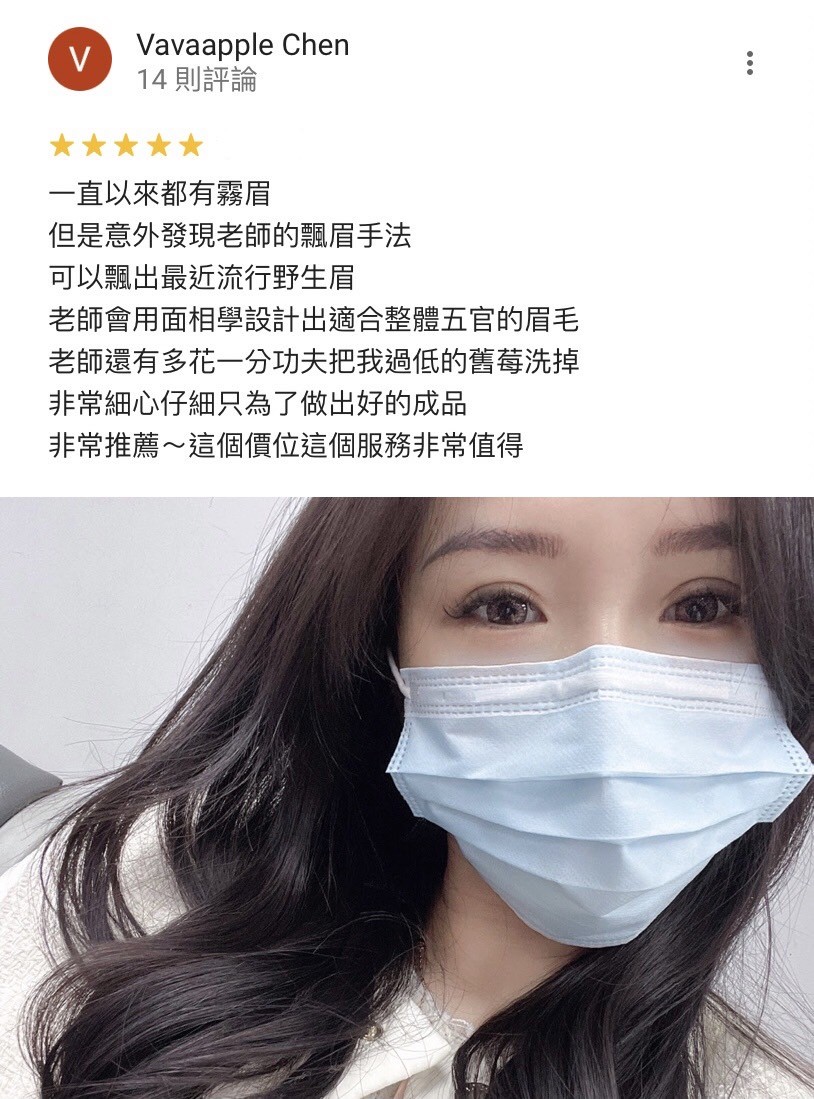 V
Vavaapple Chen
14 則評論
一直以來都有霧眉
但是意外發現老師的飄眉手法
可以飄出最近流行野生眉
老師會用面相學設計出適合整體五官的眉毛
老師還有多花一分功夫把我過低的舊莓洗掉
非常細心仔細只為了做出好的成品
非常推薦～這個價位這個服務非常值得